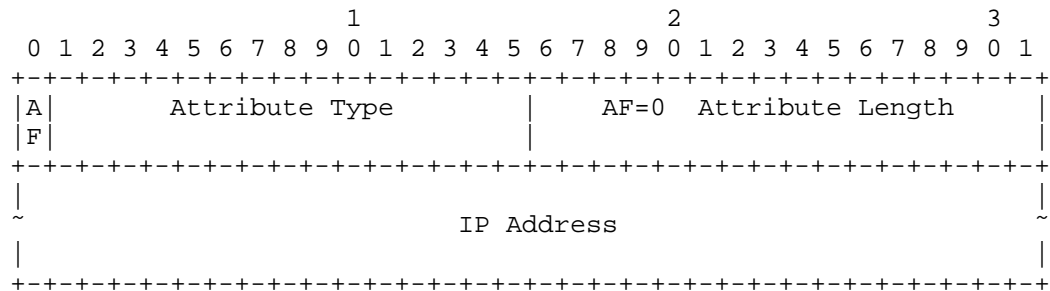 1                   2                   3
 0 1 2 3 4 5 6 7 8 9 0 1 2 3 4 5 6 7 8 9 0 1 2 3 4 5 6 7 8 9 0 1
+-+-+-+-+-+-+-+-+-+-+-+-+-+-+-+-+-+-+-+-+-+-+-+-+-+-+-+-+-+-+-+-+
|A|       Attribute Type        |    AF=0  Attribute Length     |
|F|                             |                               |
+-+-+-+-+-+-+-+-+-+-+-+-+-+-+-+-+-+-+-+-+-+-+-+-+-+-+-+-+-+-+-+-+
|                                                               |
~                           IP Address                          ~
|                                                               |
+-+-+-+-+-+-+-+-+-+-+-+-+-+-+-+-+-+-+-+-+-+-+-+-+-+-+-+-+-+-+-+-+